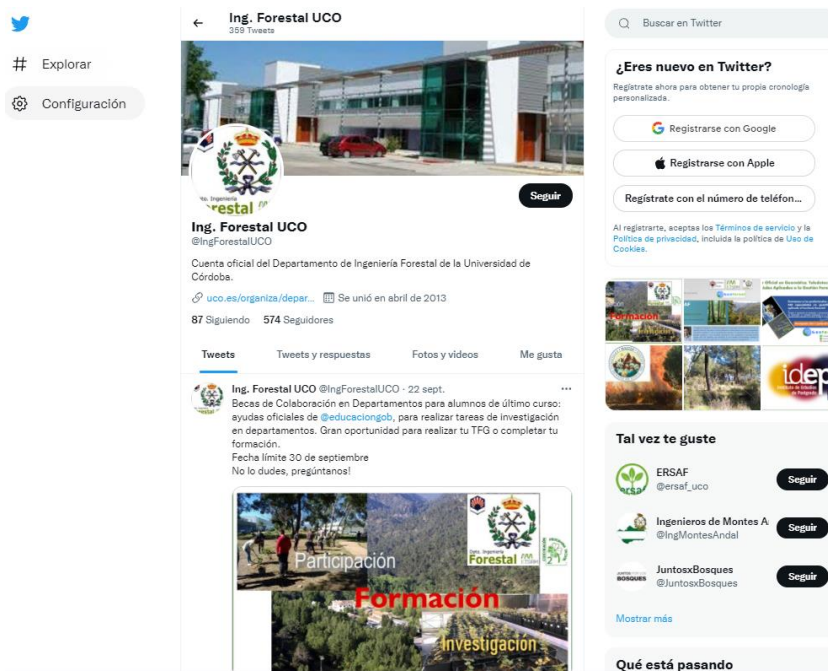 Ing. Forestal UCO
359 Tweets
Buscar en Twitter
Explorar
Configuración
Seguir
Ing. Forestal UCO
@IngForestalUCO
Cuenta oficial del Departamento de Ingeniería Forestal de la Universidad de
Córdoba.
uco.es/organiza/depar... Se unió en abril de 2013
87 Siguiendo 574 Seguidores
Tweets Tweets y respuestas Fotos y videos Me gusta
Ing. Forestal UCO @IngForestalUCO · 22 sept.
Becas de Colaboración en Departamentos para alumnos de último curso:
ayudas oficiales de @educaciongob, para realizar tareas de investigación
en departamentos. Gran oportunidad para realizar tu TFG o completar tu
formación.
Fecha límite 30 de septiembre
No lo dudes, pregúntanos!
Participación
Dpto. Ingeniería
Forestal
Formación
Investigación
¿Eres nuevo en Twitter?
Regístrate ahora para obtener tu propia cronología
personalizada.
Registrarse con Google
Registrarse con Apple
Regístrate con el número de teléfon...
Al registrarte, aceptas los Términos de servicio y la
Política de privacidad, incluida la política de Uso de
Cookies.
Formación
Investigación
idep
Tal vez te guste
ERSAF
@ersaf_uco
Seguir
Ingenieros de Montes A
@IngMontesAndal
Seguir
JuntosxBosques
@JuntosxBosques
Seguir
Mostrar más
Qué está pasando